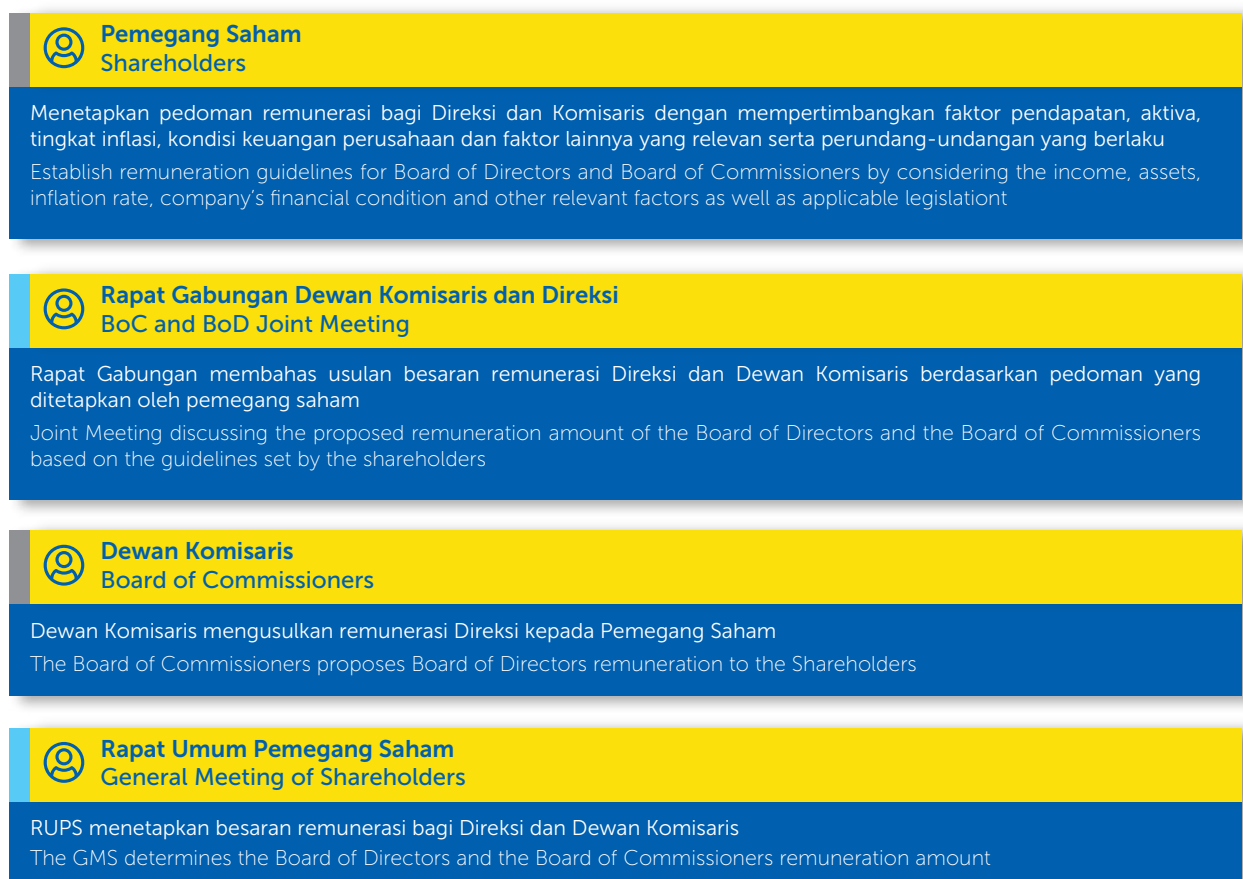 Pemegang Saham
Shareholders
Menetapkan pedoman remunerasi bagi Direksi dan Komisaris dengan mempertimbangkan faktor pendapatan, aktiva,
tingkat inflasi, kondisi keuangan perusahaan dan faktor lainnya yang relevan serta perundang-undangan yang berlaku
Establish remuneration guidelines for Board of Directors and Board of Commissioners by considering the income, assets,
inflation rate, company's financial condition and other relevant factors as well as applicable legislationt
Rapat Gabungan Dewan Komisaris dan Direksi
BoC and BoD Joint Meeting
Rapat Gabungan membahas usulan besaran remunerasi Direksi dan Dewan Komisaris berdasarkan pedoman yang
ditetapkan oleh pemegang saham
Joint Meeting discussing the proposed remuneration amount of the Board of Directors and the Board of Commissioners
based on the guidelines set by the shareholders
Dewan Komisaris
Board of Commissioners
Dewan Komisaris mengusulkan remunerasi Direksi kepada Pemegang Saham
The Board of Commissioners proposes Board of Directors remuneration to the Shareholders
Rapat Umum Pemegang Saham
General Meeting of Shareholders
RUPS menetapkan besaran remunerasi bagi Direksi dan Dewan Komisaris
The GMS determines the Board of Directors and the Board of Commissioners remuneration amount